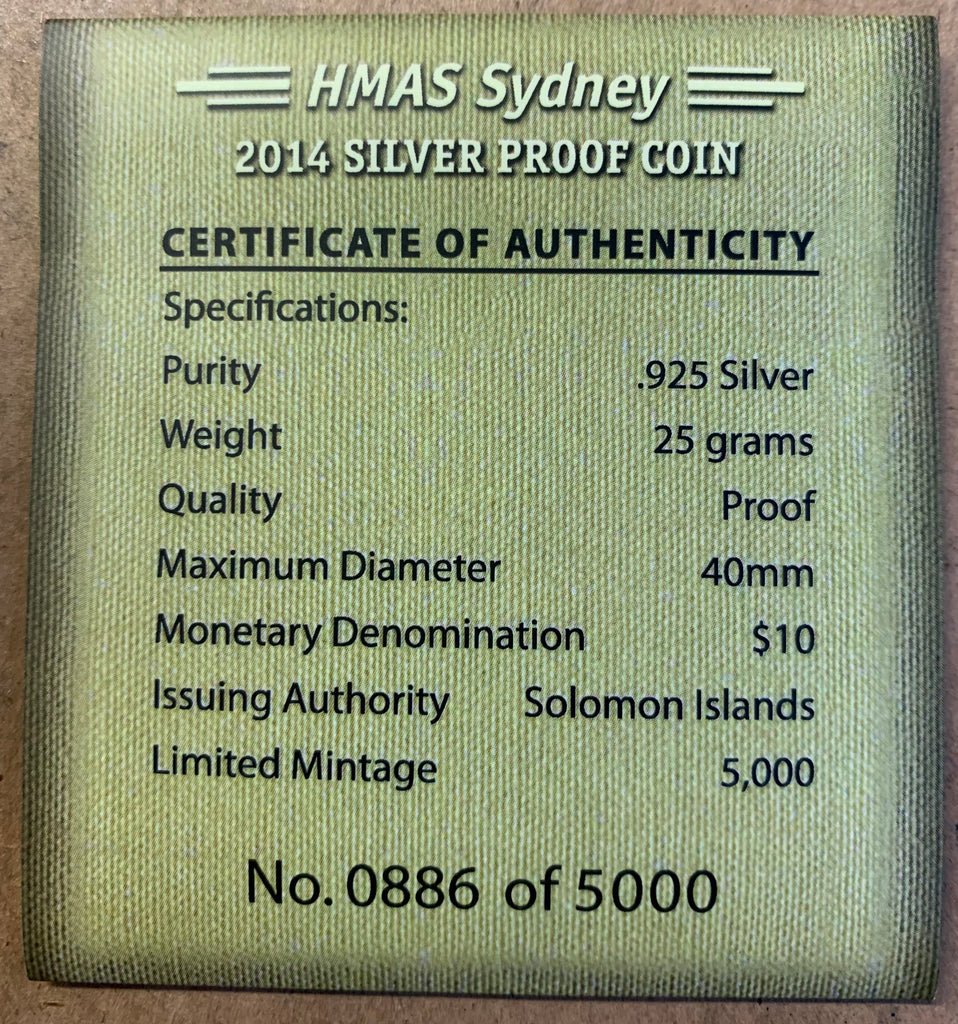 HMAS Sydney
2014 SILVER PROOF COIN
CERTIFICATE OF AUTHENTICITY
Specifications:
Purity .925 Silver
Weight 25 grams
Quality Proof
Maximum Diameter 40mm
Monetary Denomination $10
Issuing Authority Solomon Islands
Limited Mintage 5,000
No. 0886 of 5000